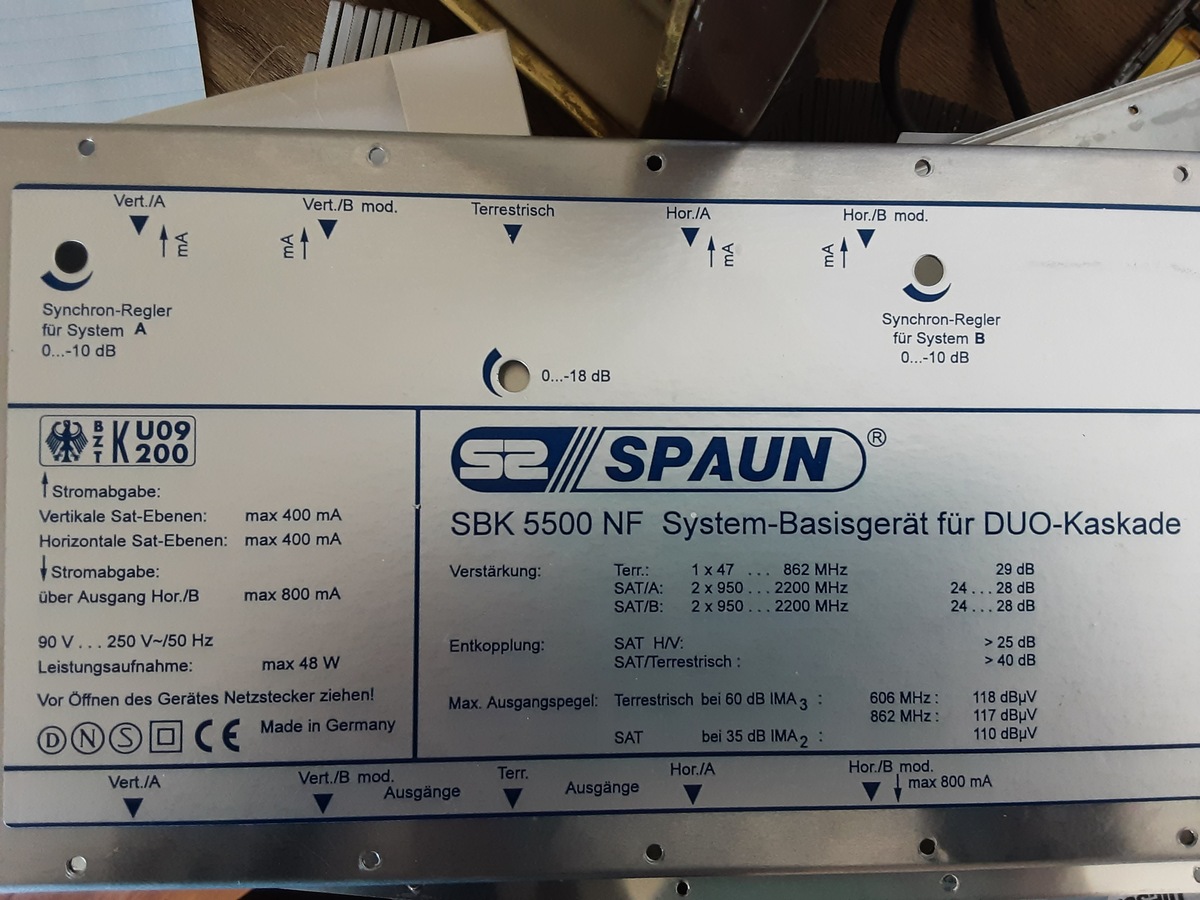 Vert./A
Vert./B mod.
Terrestrisch
Hor./A
Hor./B mod.
mA
mA
mA
mA
Synchron-Regler
für System A
0...-10 dB
Synchron-Regler
für System B
0...-10 dB
0...-18 dB
BZT K U09 200
SPAUN ®
SBK 5500 NF System-Basisgerät für DUO-Kaskade
Stromabgabe:
Vertikale Sat-Ebenen: max 400 mA
Horizontale Sat-Ebenen: max 400 mA
Stromabgabe:
über Ausgang Hor./B max 800 mA
90 V . . . 250 V~/50 Hz
Leistungsaufnahme: max 48 W
Vor Öffnen des Gerätes Netzstecker ziehen!
D N S CE Made in Germany
Verstärkung: Terr.: 1 x 47 . . . 862 MHz 29 dB
SAT/A: 2 x 950 . . . 2200 MHz 24 . . . 28 dB
SAT/B: 2 x 950 . . . 2200 MHz 24 . . . 28 dB
Entkopplung: SAT H/V: > 25 dB
SAT/Terrestrisch : > 40 dB
Max. Ausgangspegel: Terrestrisch bei 60 dB IMA3 : 606 MHz : 118 dBµV
862 MHz : 117 dBµV
SAT bei 35 dB IMA2 : 110 dBµV
Vert./A
Vert./B mod.
Ausgänge
Terr.
Ausgänge
Hor./A
Hor./B mod.
max 800 mA